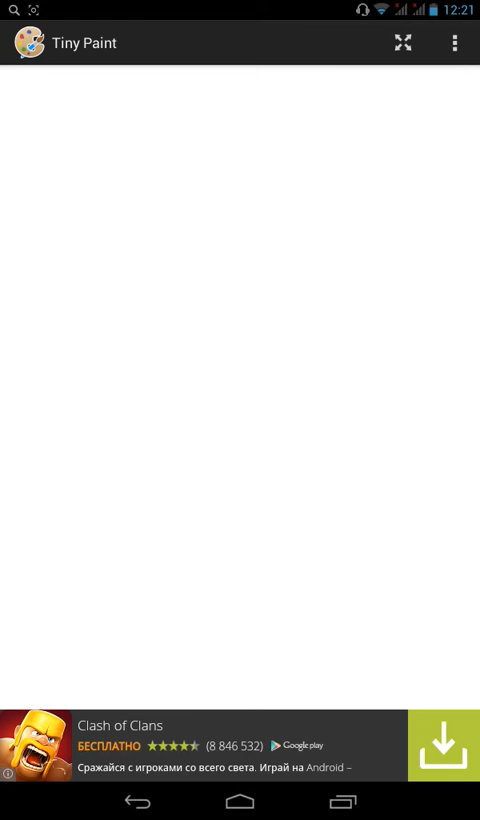 12:21
Tiny Paint
Clash of Clans
БЕСПЛАТНО (8 846 532) Google play
Сражайся с игроками со всего света. Играй на Android –